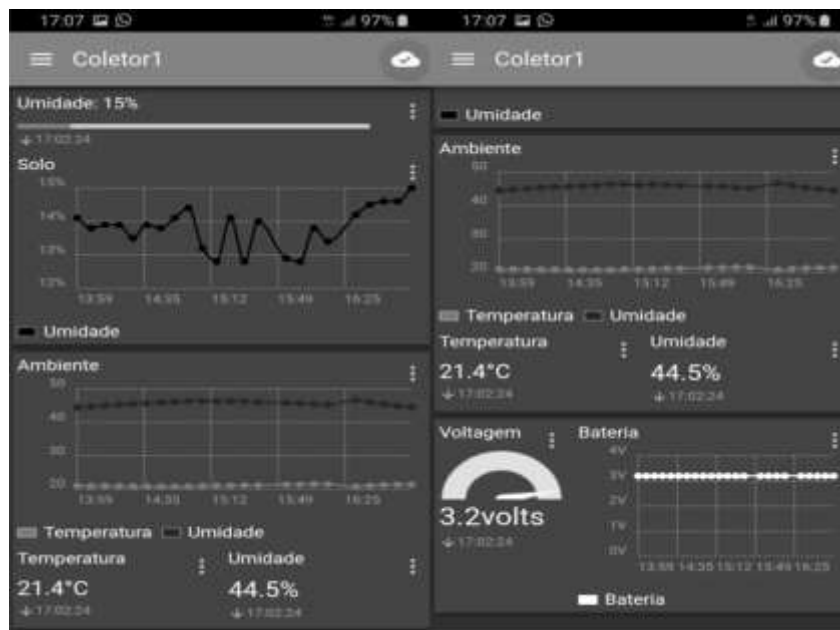 17:07 97%
Coletor1
Umidade: 15%
17:02:24
Solo
15%
14%
13%
12%
13:59 14:35 15:12 15:49 16:25
Umidade
Ambiente
50
40
30
20
13:59 14:35 15:12 15:49 16:25
Temperatura Umidade
Temperatura Umidade
21.4°C 44.5%
17:02:24 17:02:24
17:07 97%
Coletor1
Umidade
Ambiente
50
40
30
20
13:59 14:35 15:12 15:49 16:25
Temperatura Umidade
Temperatura Umidade
21.4°C 44.5%
17:02:24 17:02:24
Voltagem Bateria
4V
3V
2V
1V
0V
3.2volts
17:02:24
13:59 14:35 15:12 15:49 16:25
Bateria